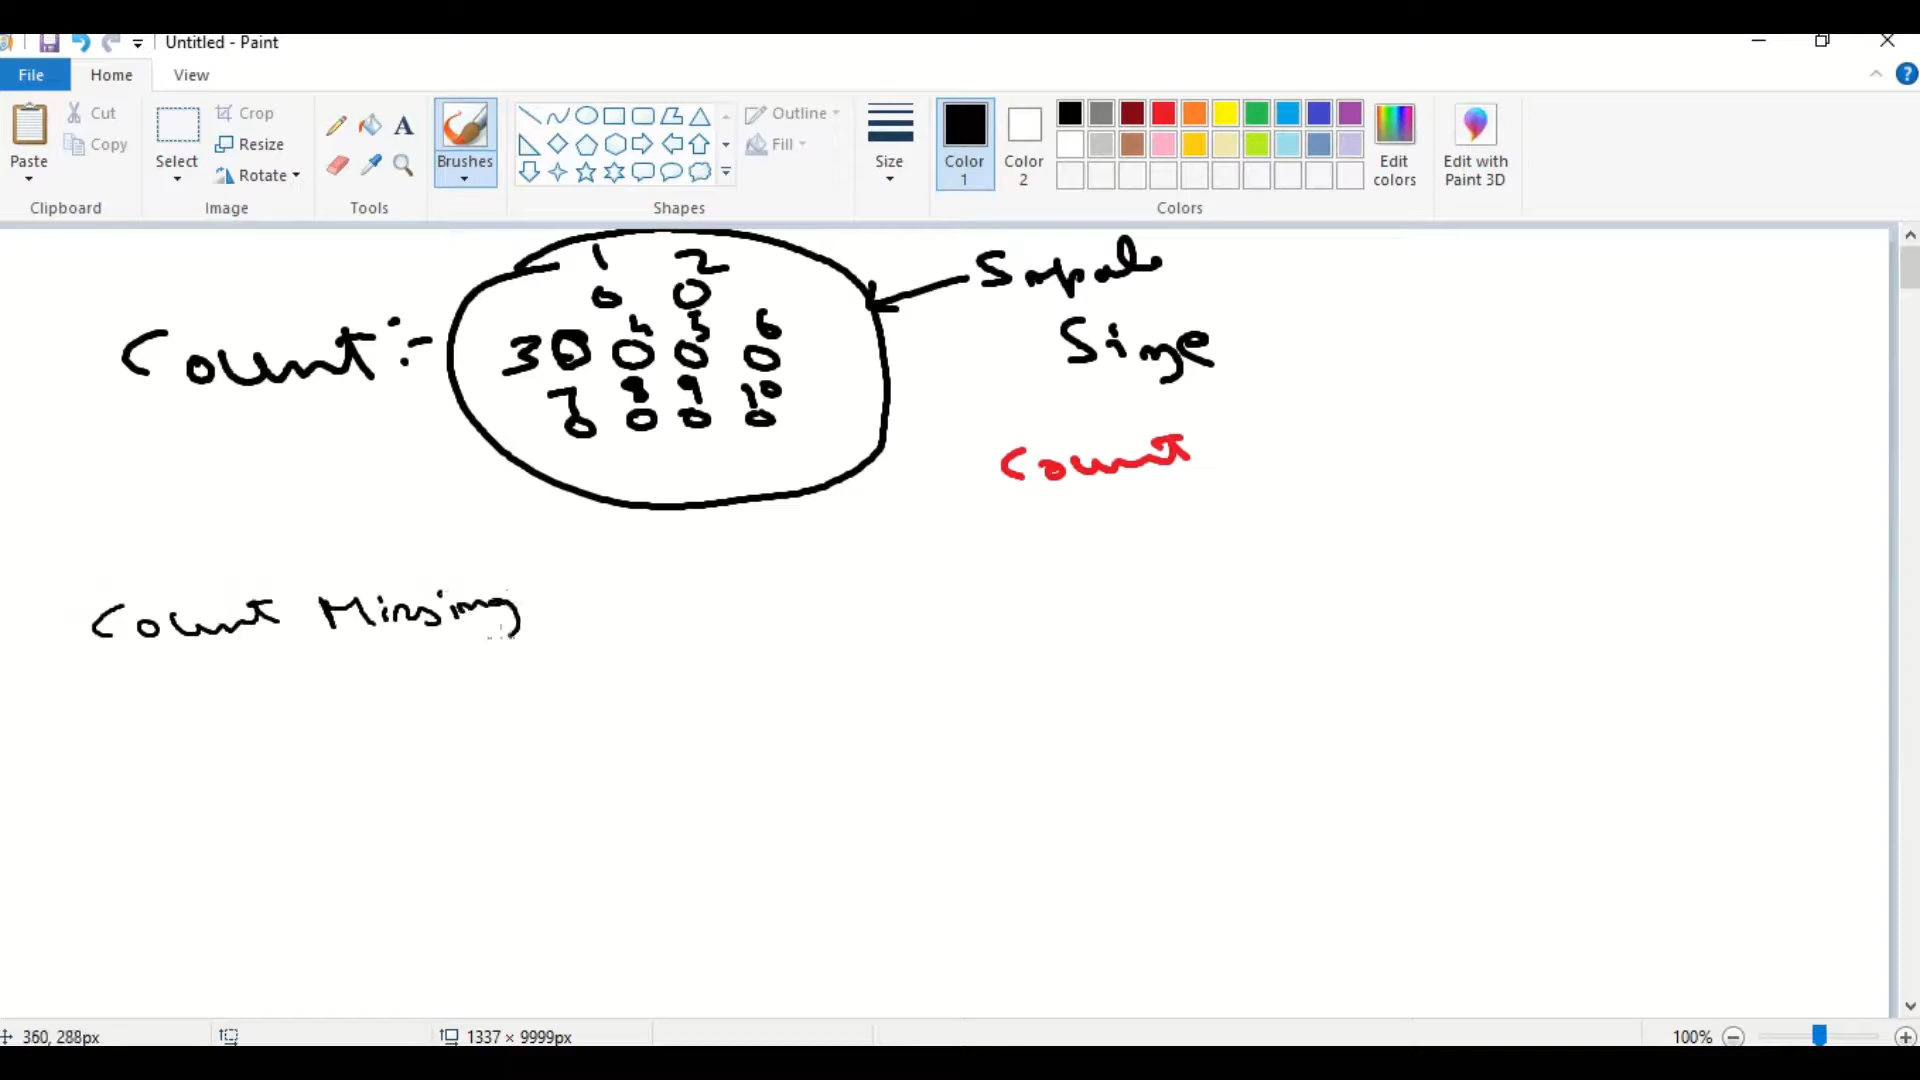 Untitled - Paint
File Home View
Paste
Cut
Copy
Clipboard
Select
Crop
Resize
Rotate
Image
Tools
Brushes
Shapes
Outline
Fill
Size
Color 1
Color 2
Colors
Edit colors
Edit with Paint 3D
Count:-
1 2
0 0
4 5 6
3 0 0 0 0
7 8 9 10
0 0 0 0
Size
Count
Count Missing
360, 288px
1337 × 9999px
100%